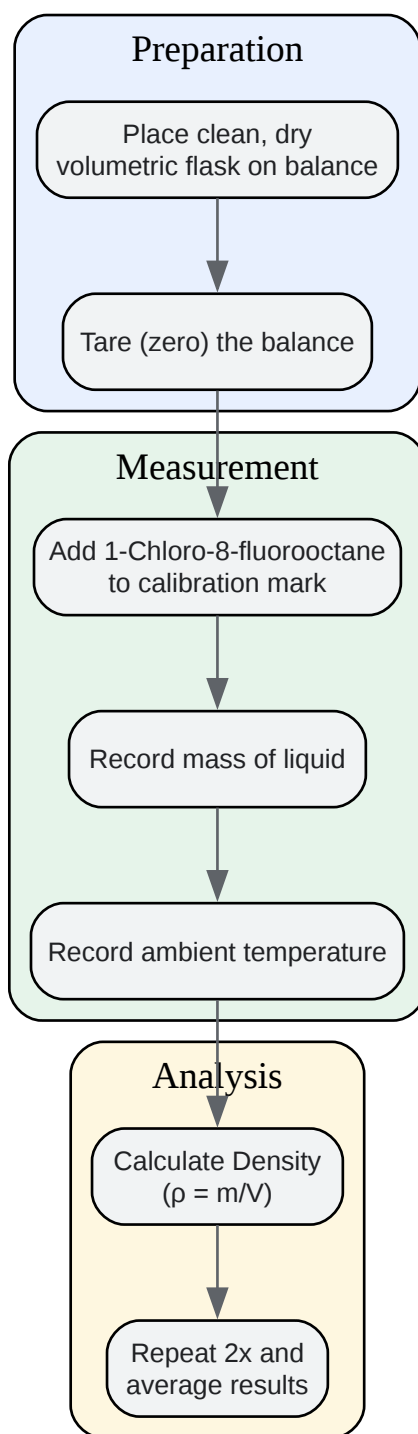 Preparation
Place clean, dry
volumetric flask on balance
Tare (zero) the balance
Measurement
Add 1-Chloro-8-fluorooctane
to calibration mark
Record mass of liquid
Record ambient temperature
Analysis
Calculate Density
(ρ = m/V)
Repeat 2x and
average results